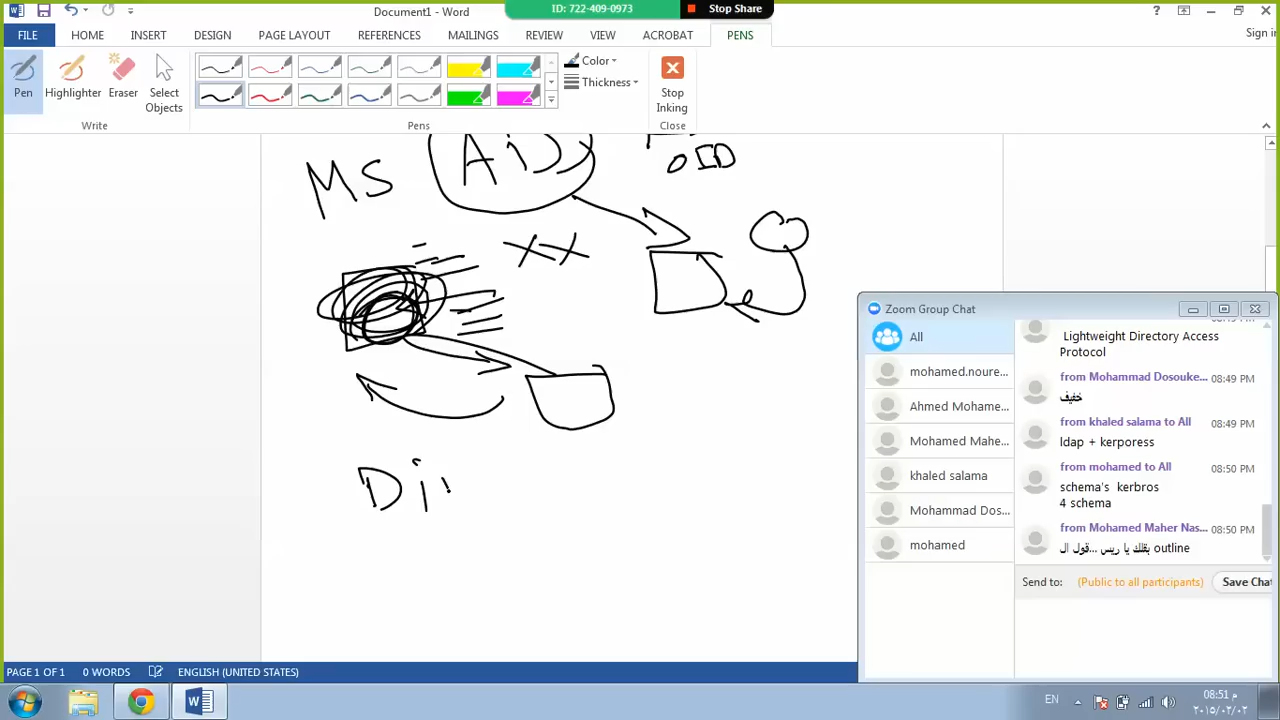 Document1 - Word
ID: 722-409-0973
Stop Share
FILE HOME INSERT DESIGN PAGE LAYOUT REFERENCES MAILINGS REVIEW VIEW ACROBAT PENS
Sign in
Pen
Highlighter
Eraser
Select Objects
Color
Thickness
Stop Inking
Write
Pens
Close
MS
OID
XX
Di
Zoom Group Chat
All
mohamed.noure...
Ahmed Mohame...
Mohamed Mahe...
khaled salama
Mohammad Dos...
mohamed
Lightweight Directory Access
Protocol
from Mohammad Dosouke... 08:49 PM
خفيف
from khaled salama to All 08:49 PM
ldap + kerporess
from mohamed to All 08:50 PM
schema's kerbros
4 schema
from Mohamed Maher Nas... 08:50 PM
بقلك يا ريس ...قول ال outline
Send to: (Public to all participants) Save Chat
PAGE 1 OF 1 0 WORDS ENGLISH (UNITED STATES)
EN
08:51 م
٢٠١٥/٠٢/٠٢